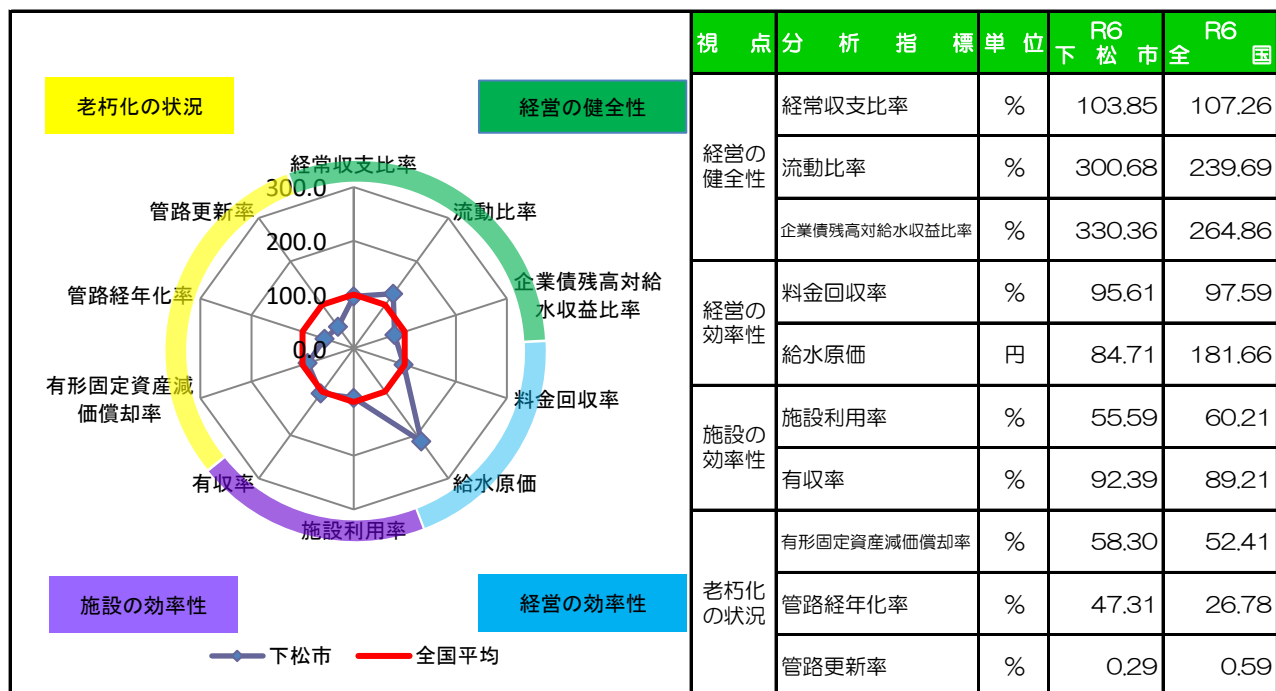 老朽化の状況
経営の健全性
経常収支比率
300.0
管路更新率
流動比率
200.0
管路経年化率
100.0
企業債残高対給
水収益比率
0.0
有形固定資産減
価償却率
料金回収率
有収率
給水原価
施設利用率
施設の効率性
経営の効率性
下松市
全国平均
視点 分析指標 単位 R6 下松市 R6 全国
経営の健全性
経常収支比率 % 103.85 107.26
流動比率 % 300.68 239.69
企業債残高対給水収益比率 % 330.36 264.86
経営の効率性
料金回収率 % 95.61 97.59
給水原価 円 84.71 181.66
施設の効率性
施設利用率 % 55.59 60.21
有収率 % 92.39 89.21
老朽化の状況
有形固定資産減価償却率 % 58.30 52.41
管路経年化率 % 47.31 26.78
管路更新率 % 0.29 0.59